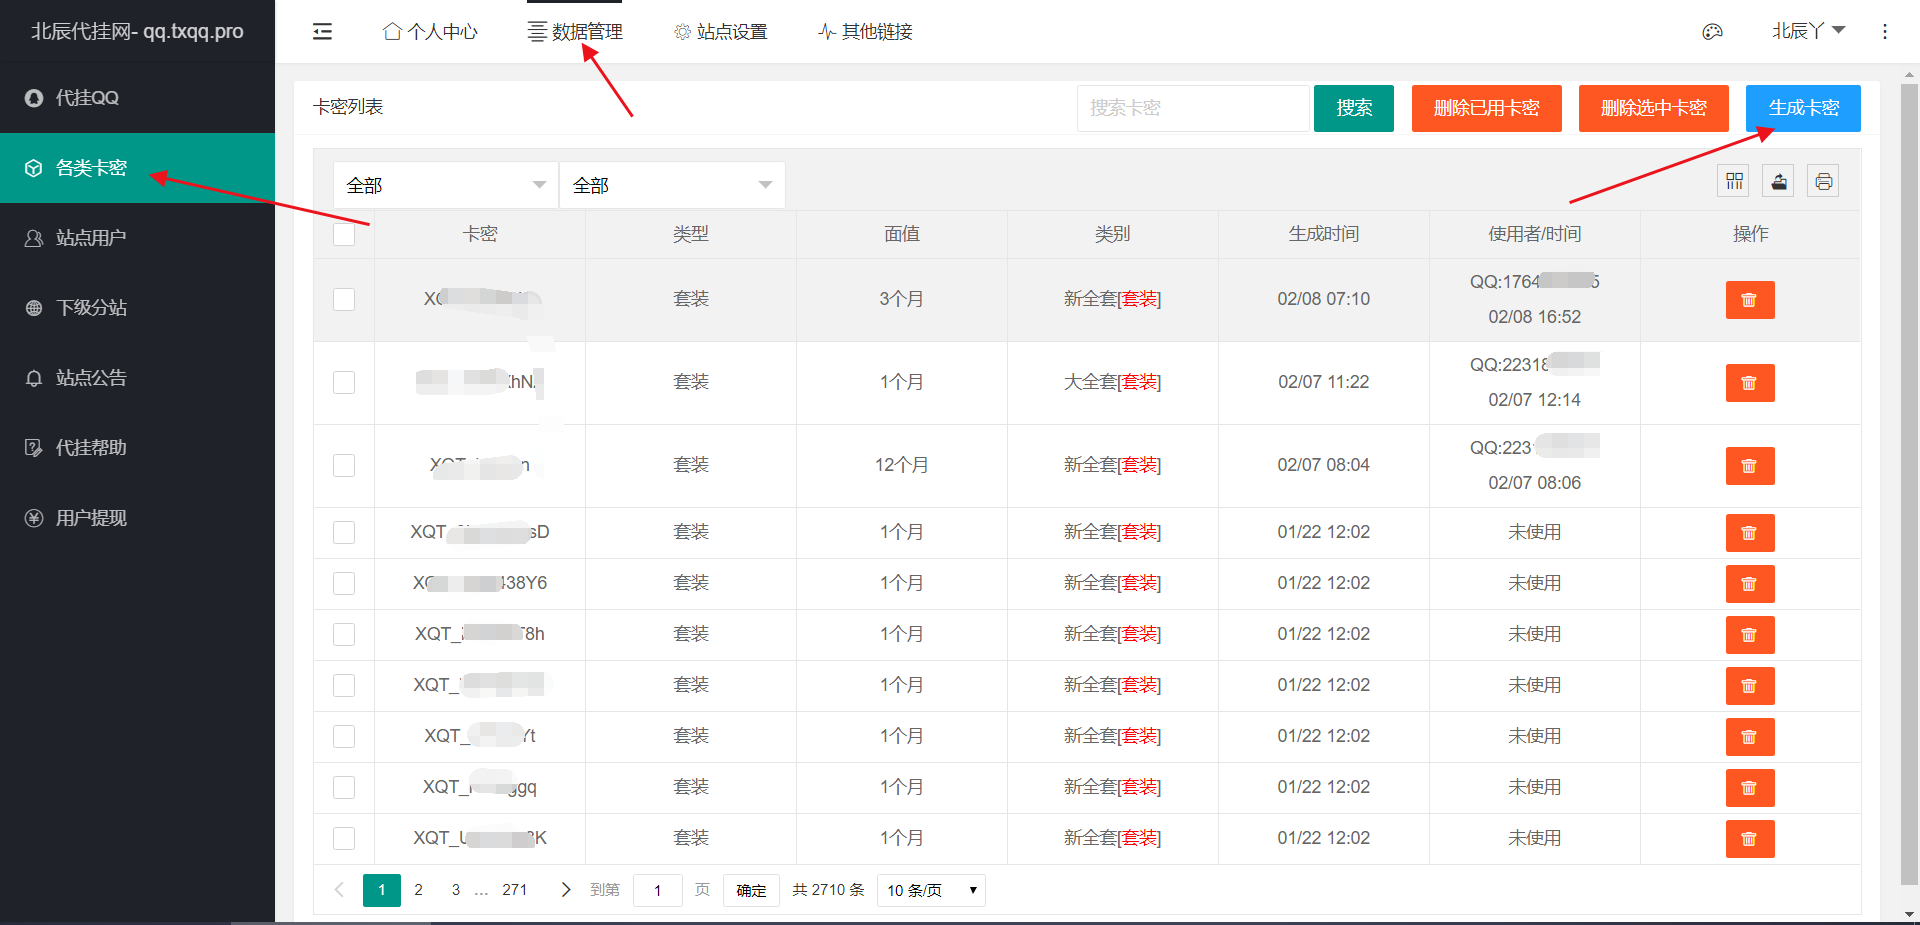 北辰代挂网- qq.txqq.pro
个人中心
数据管理
站点设置
其他链接
北辰丫
代挂QQ
各类卡密
站点用户
下级分站
站点公告
代挂帮助
用户提现
卡密列表
搜索卡密
搜索
删除已用卡密
删除选中卡密
生成卡密
全部
全部
卡密 类型 面值 类别 生成时间 使用者/时间 操作
套装 3个月 新全套[套装] 02/08 07:10 QQ:1764 5
02/08 16:52
hN 套装 1个月 大全套[套装] 02/07 11:22 QQ:22318
02/07 12:14
套装 12个月 新全套[套装] 02/07 08:04 QQ:223
02/07 08:06
XQT_ sD 套装 1个月 新全套[套装] 01/22 12:02 未使用
438Y6 套装 1个月 新全套[套装] 01/22 12:02 未使用
XQT_ 8h 套装 1个月 新全套[套装] 01/22 12:02 未使用
XQT_ 套装 1个月 新全套[套装] 01/22 12:02 未使用
XQT_ Yt 套装 1个月 新全套[套装] 01/22 12:02 未使用
XQT_ gq 套装 1个月 新全套[套装] 01/22 12:02 未使用
XQT_ K 套装 1个月 新全套[套装] 01/22 12:02 未使用
1 2 3 ... 271 到第 1 页 确定 共 2710 条 10 条/页